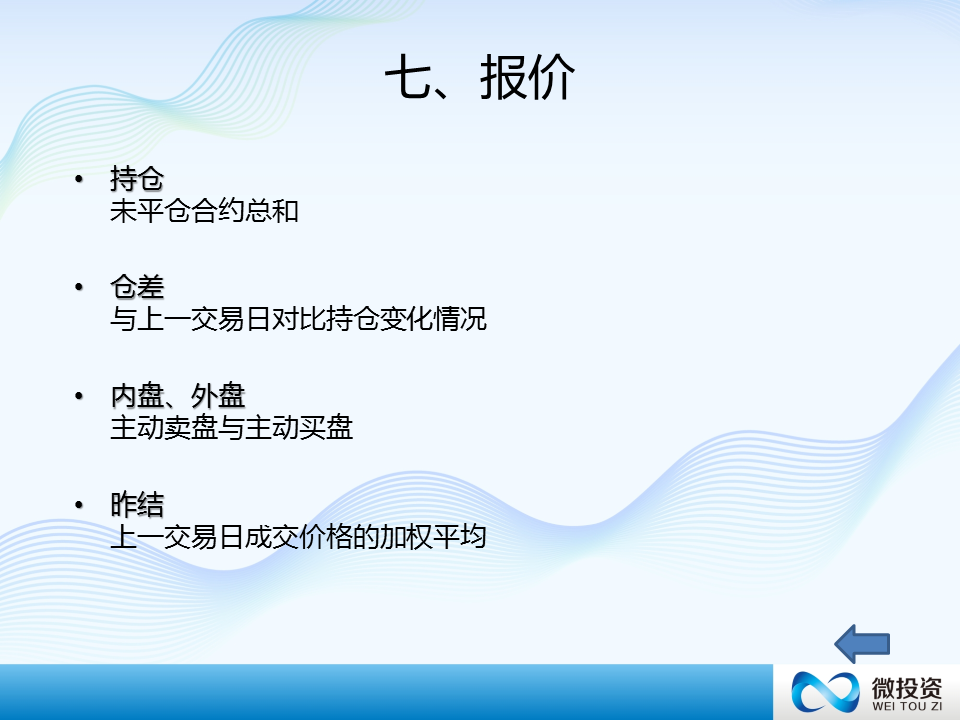 七、报价
• 持仓
未平仓合约总和
• 仓差
与上一交易日对比持仓变化情况
• 内盘、外盘
主动卖盘与主动买盘
• 昨结
上一交易日成交价格的加权平均
微投资
WEI TOU ZI